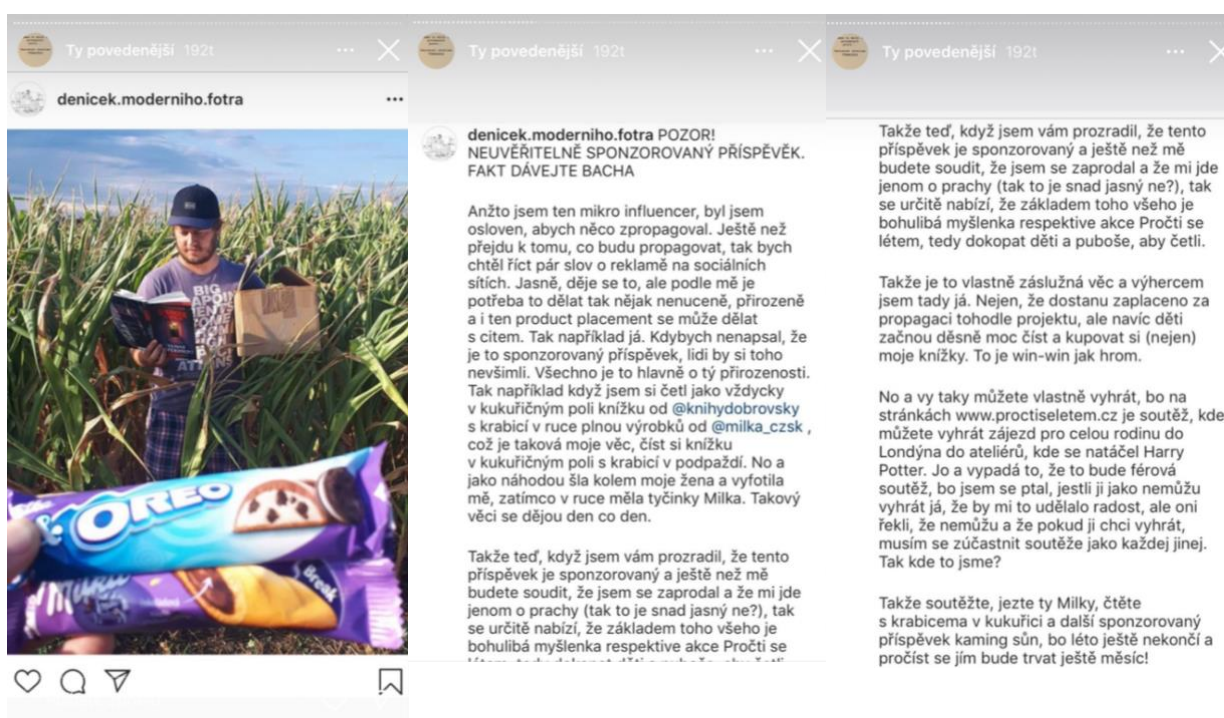 Ty povedenější 192t
denicek.moderniho.fotra
BIG
ATTEN
OREO
Milka
Break
Ty povedenější 192t
denicek.moderniho.fotra POZOR!
NEUVĚŘITELNĚ SPONZOROVANÝ PŘÍSPĚVEK.
FAKT DÁVEJTE BACHA
Anžto jsem ten mikro influencer, byl jsem
osloven, abych něco zpropagoval. Ještě než
přejdu k tomu, co budu propagovat, tak bych
chtěl říct pár slov o reklamě na sociálních
sítích. Jasně, děje se to, ale podle mě je
potřeba to dělat tak nějak nenuceně, přirozeně
a i ten product placement se může dělat
s citem. Tak například já. Kdybych nenapsal, že
je to sponzorovaný příspěvek, lidi by si toho
nevšimli. Všechno je to hlavně o tý přirozenosti.
Tak například když jsem si četl jako vždycky
v kukuřičným poli knížku od @knihydobrovsky
s krabicí v ruce plnou výrobků od @milka_czsk ,
což je taková moje věc, číst si knížku
v kukuřičným poli s krabicí v podpaždí. No a
jako náhodou šla kolem moje žena a vyfotila
mě, zatímco v ruce měla tyčinky Milka. Takový
věci se dějou den co den.
Takže teď, když jsem vám prozradil, že tento
příspěvek je sponzorovaný a ještě než mě
budete soudit, že jsem se zaprodal a že mi jde
jenom o prachy (tak to je snad jasný ne?), tak
se určitě nabízí, že základem toho všeho je
bohulibá myšlenka respektive akce Pročti se
Ty povedenější 192t
Takže teď, když jsem vám prozradil, že tento
příspěvek je sponzorovaný a ještě než mě
budete soudit, že jsem se zaprodal a že mi jde
jenom o prachy (tak to je snad jasný ne?), tak
se určitě nabízí, že základem toho všeho je
bohulibá myšlenka respektive akce Pročti se
létem, tedy dokopat děti a puboše, aby četli.
Takže je to vlastně záslužná věc a výhercem
jsem tady já. Nejen, že dostanu zaplaceno za
propagaci tohodle projektu, ale navíc děti
začnou děsně moc číst a kupovat si (nejen)
moje knížky. To je win-win jak hrom.
No a vy taky můžete vlastně vyhrát, bo na
stránkách www.proctiseletem.cz je soutěž, kde
můžete vyhrát zájezd pro celou rodinu do
Londýna do ateliérů, kde se natáčel Harry
Potter. Jo a vypadá to, že to bude férová
soutěž, bo jsem se ptal, jestli ji jako nemůžu
vyhrát já, že by mi to udělalo radost, ale oni
řekli, že nemůžu a že pokud ji chci vyhrát,
musím se zúčastnit soutěže jako každej jinej.
Tak kde to jsme?
Takže soutěžte, jezte ty Milky, čtěte
s krabicema v kukuřici a další sponzorovaný
příspěvek kaming sůn, bo léto ještě nekončí a
pročíst se jím bude trvat ještě měsíc!